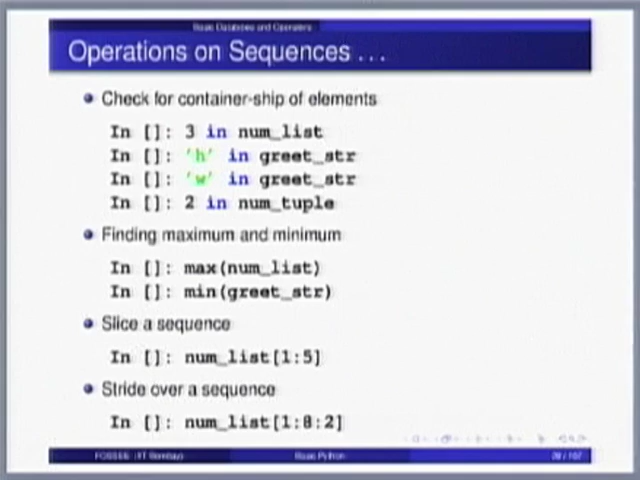 Basic Datatypes and Operators
Operations on Sequences . . .
Check for container-ship of elements
In []: 3 in num_list
In []: 'h' in greet_str
In []: 'w' in greet_str
In []: 2 in num_tuple
Finding maximum and minimum
In []: max(num_list)
In []: min(greet_str)
Slice a sequence
In []: num_list[1:5]
Stride over a sequence
In []: num_list[1:8:2]
FOSSEE (IIT Bombay) Basic Python / 107